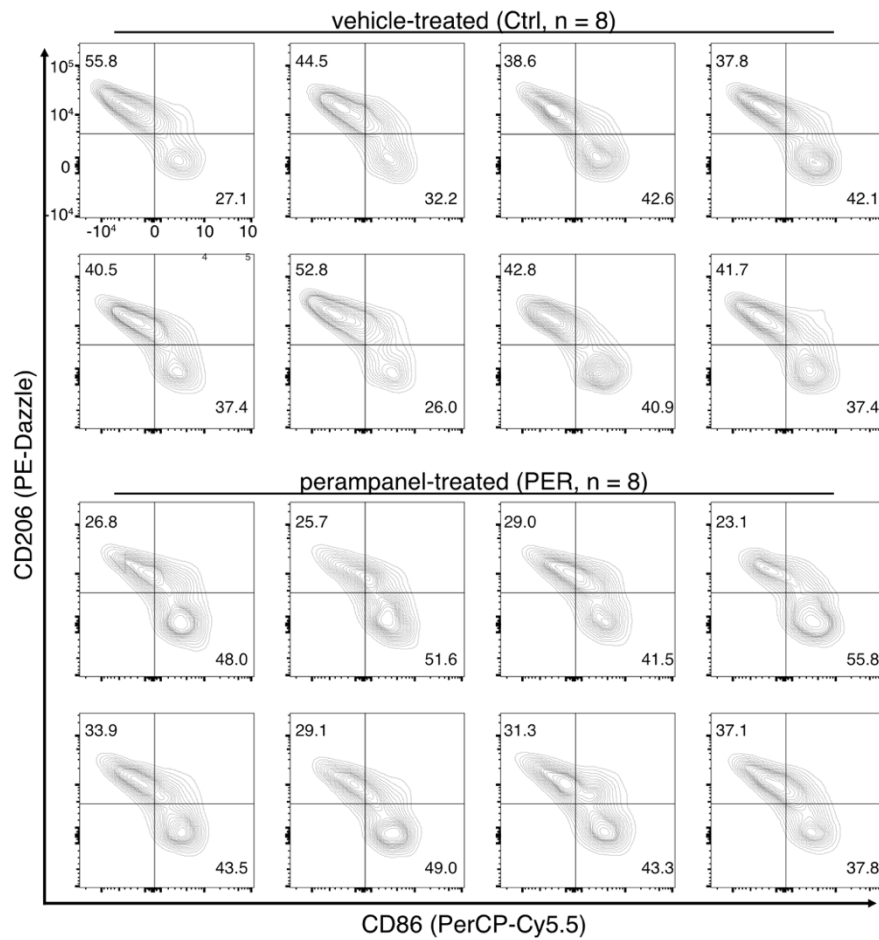 vehicle-treated (Ctrl, n = 8)
55.8 44.5 38.6 37.8
10⁵
10⁴
0
-10⁴
27.1 32.2 42.6 42.1
-10⁴ 0 10 10
4 5
40.5 52.8 42.8 41.7
37.4 26.0 40.9 37.4
CD206 (PE-Dazzle)
perampanel-treated (PER, n = 8)
26.8 25.7 29.0 23.1
48.0 51.6 41.5 55.8
33.9 29.1 31.3 37.1
43.5 49.0 43.3 37.8
CD86 (PerCP-Cy5.5)